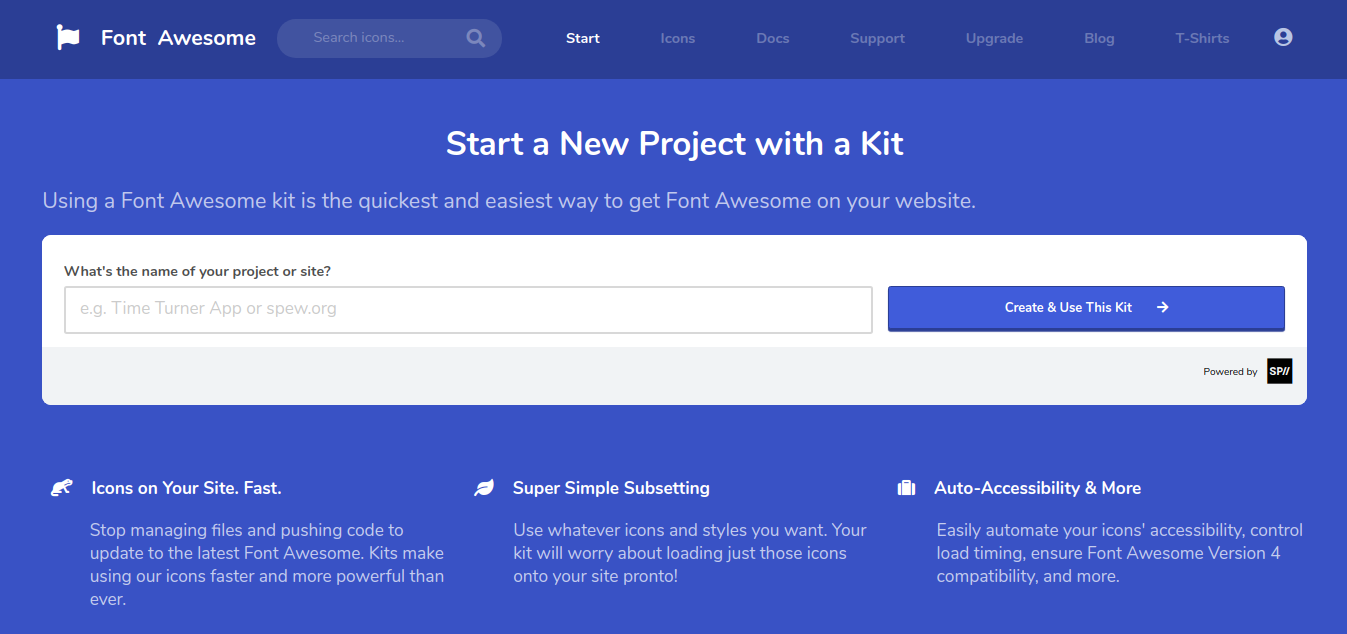 Font Awesome
Search icons...
Start
Icons
Docs
Support
Upgrade
Blog
T-Shirts
Start a New Project with a Kit
Using a Font Awesome kit is the quickest and easiest way to get Font Awesome on your website.
What's the name of your project or site?
e.g. Time Turner App or spew.org
Create & Use This Kit
Powered by
SP//
Icons on Your Site. Fast.
Stop managing files and pushing code to
update to the latest Font Awesome. Kits make
using our icons faster and more powerful than
ever.
Super Simple Subsetting
Use whatever icons and styles you want. Your
kit will worry about loading just those icons
onto your site pronto!
Auto-Accessibility & More
Easily automate your icons' accessibility, control
load timing, ensure Font Awesome Version 4
compatibility, and more.